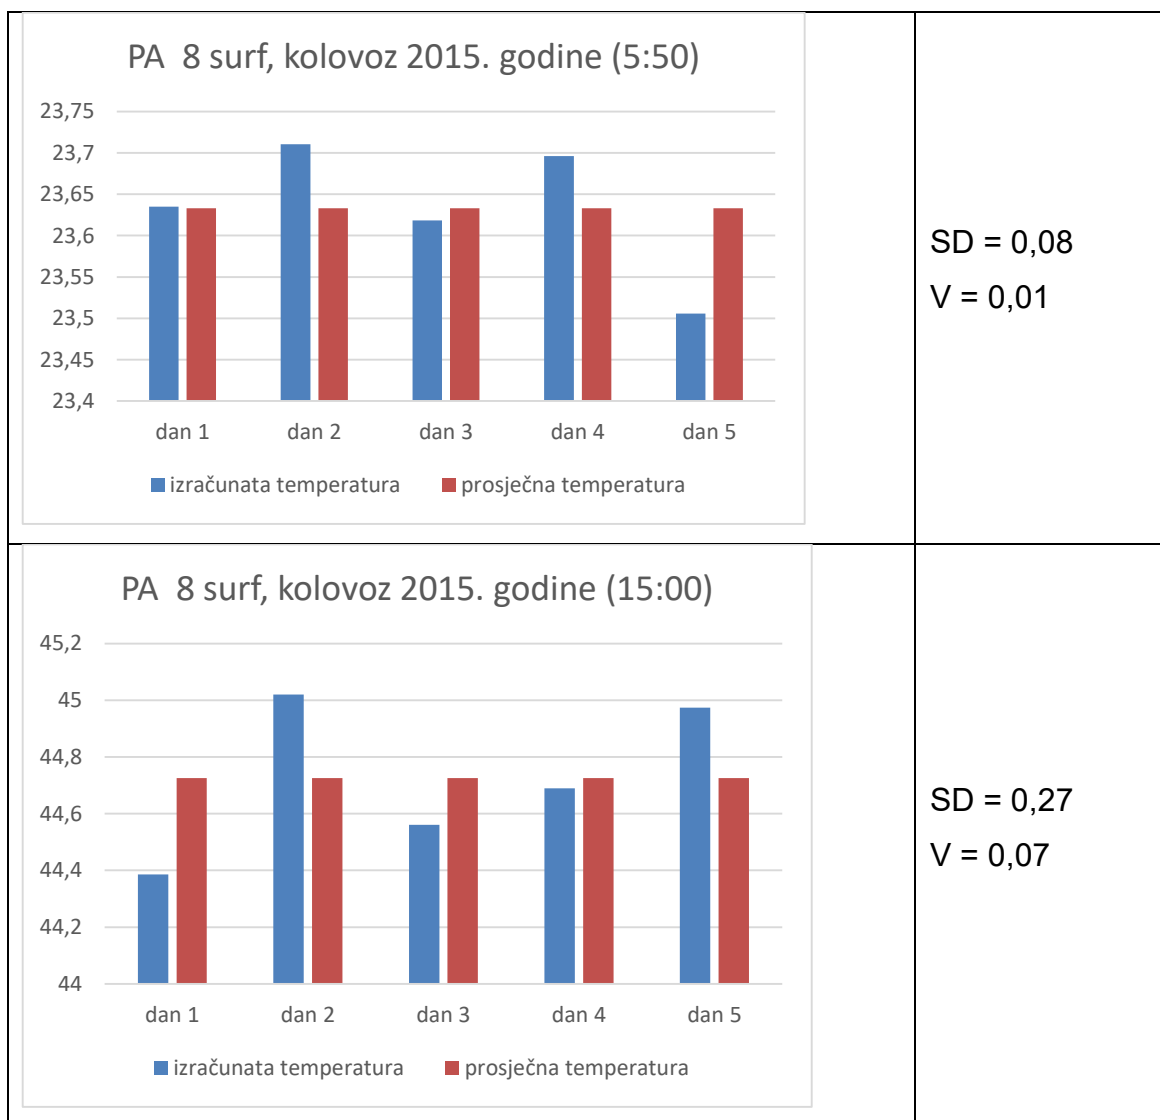 PA 8 surf, kolovoz 2015. godine (5:50)
23,75
23,7
23,65
23,6
23,55
23,5
23,45
23,4
dan 1 dan 2 dan 3 dan 4 dan 5
izračunata temperatura prosječna temperatura
SD = 0,08
V = 0,01
PA 8 surf, kolovoz 2015. godine (15:00)
45,2
45
44,8
44,6
44,4
44,2
44
dan 1 dan 2 dan 3 dan 4 dan 5
izračunata temperatura prosječna temperatura
SD = 0,27
V = 0,07